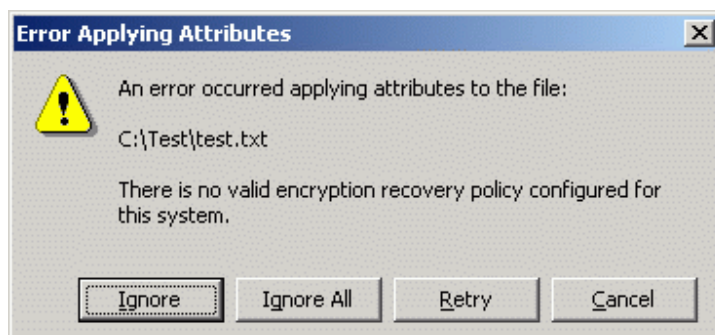 Error Applying Attributes
An error occurred applying attributes to the file:
C:\Test\test.txt
There is no valid encryption recovery policy configured for
this system.
Ignore
Ignore All
Retry
Cancel